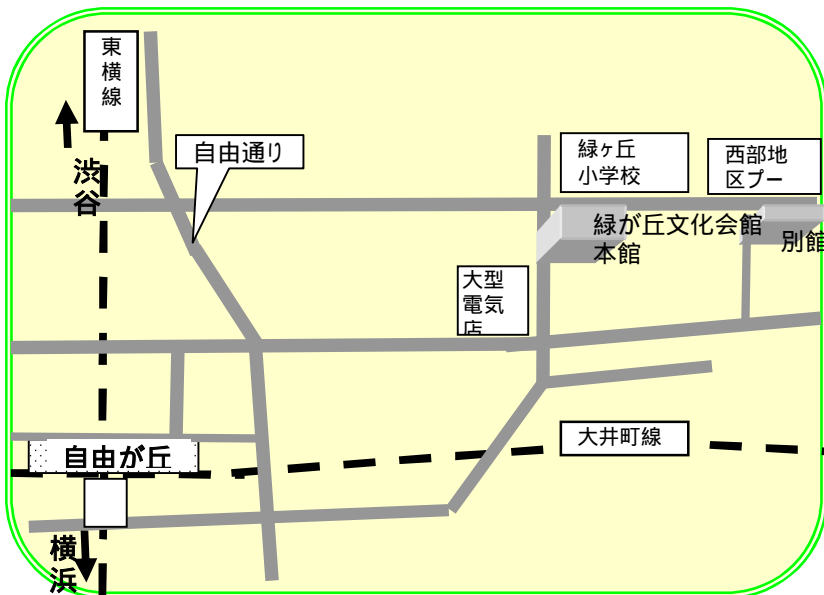 東
横
線
渋
谷
自由通り
緑ヶ丘
小学校
西部地
区プー
緑が丘文化会館
本館
別館
大型
電気
店
大井町線
自由が丘
横
浜